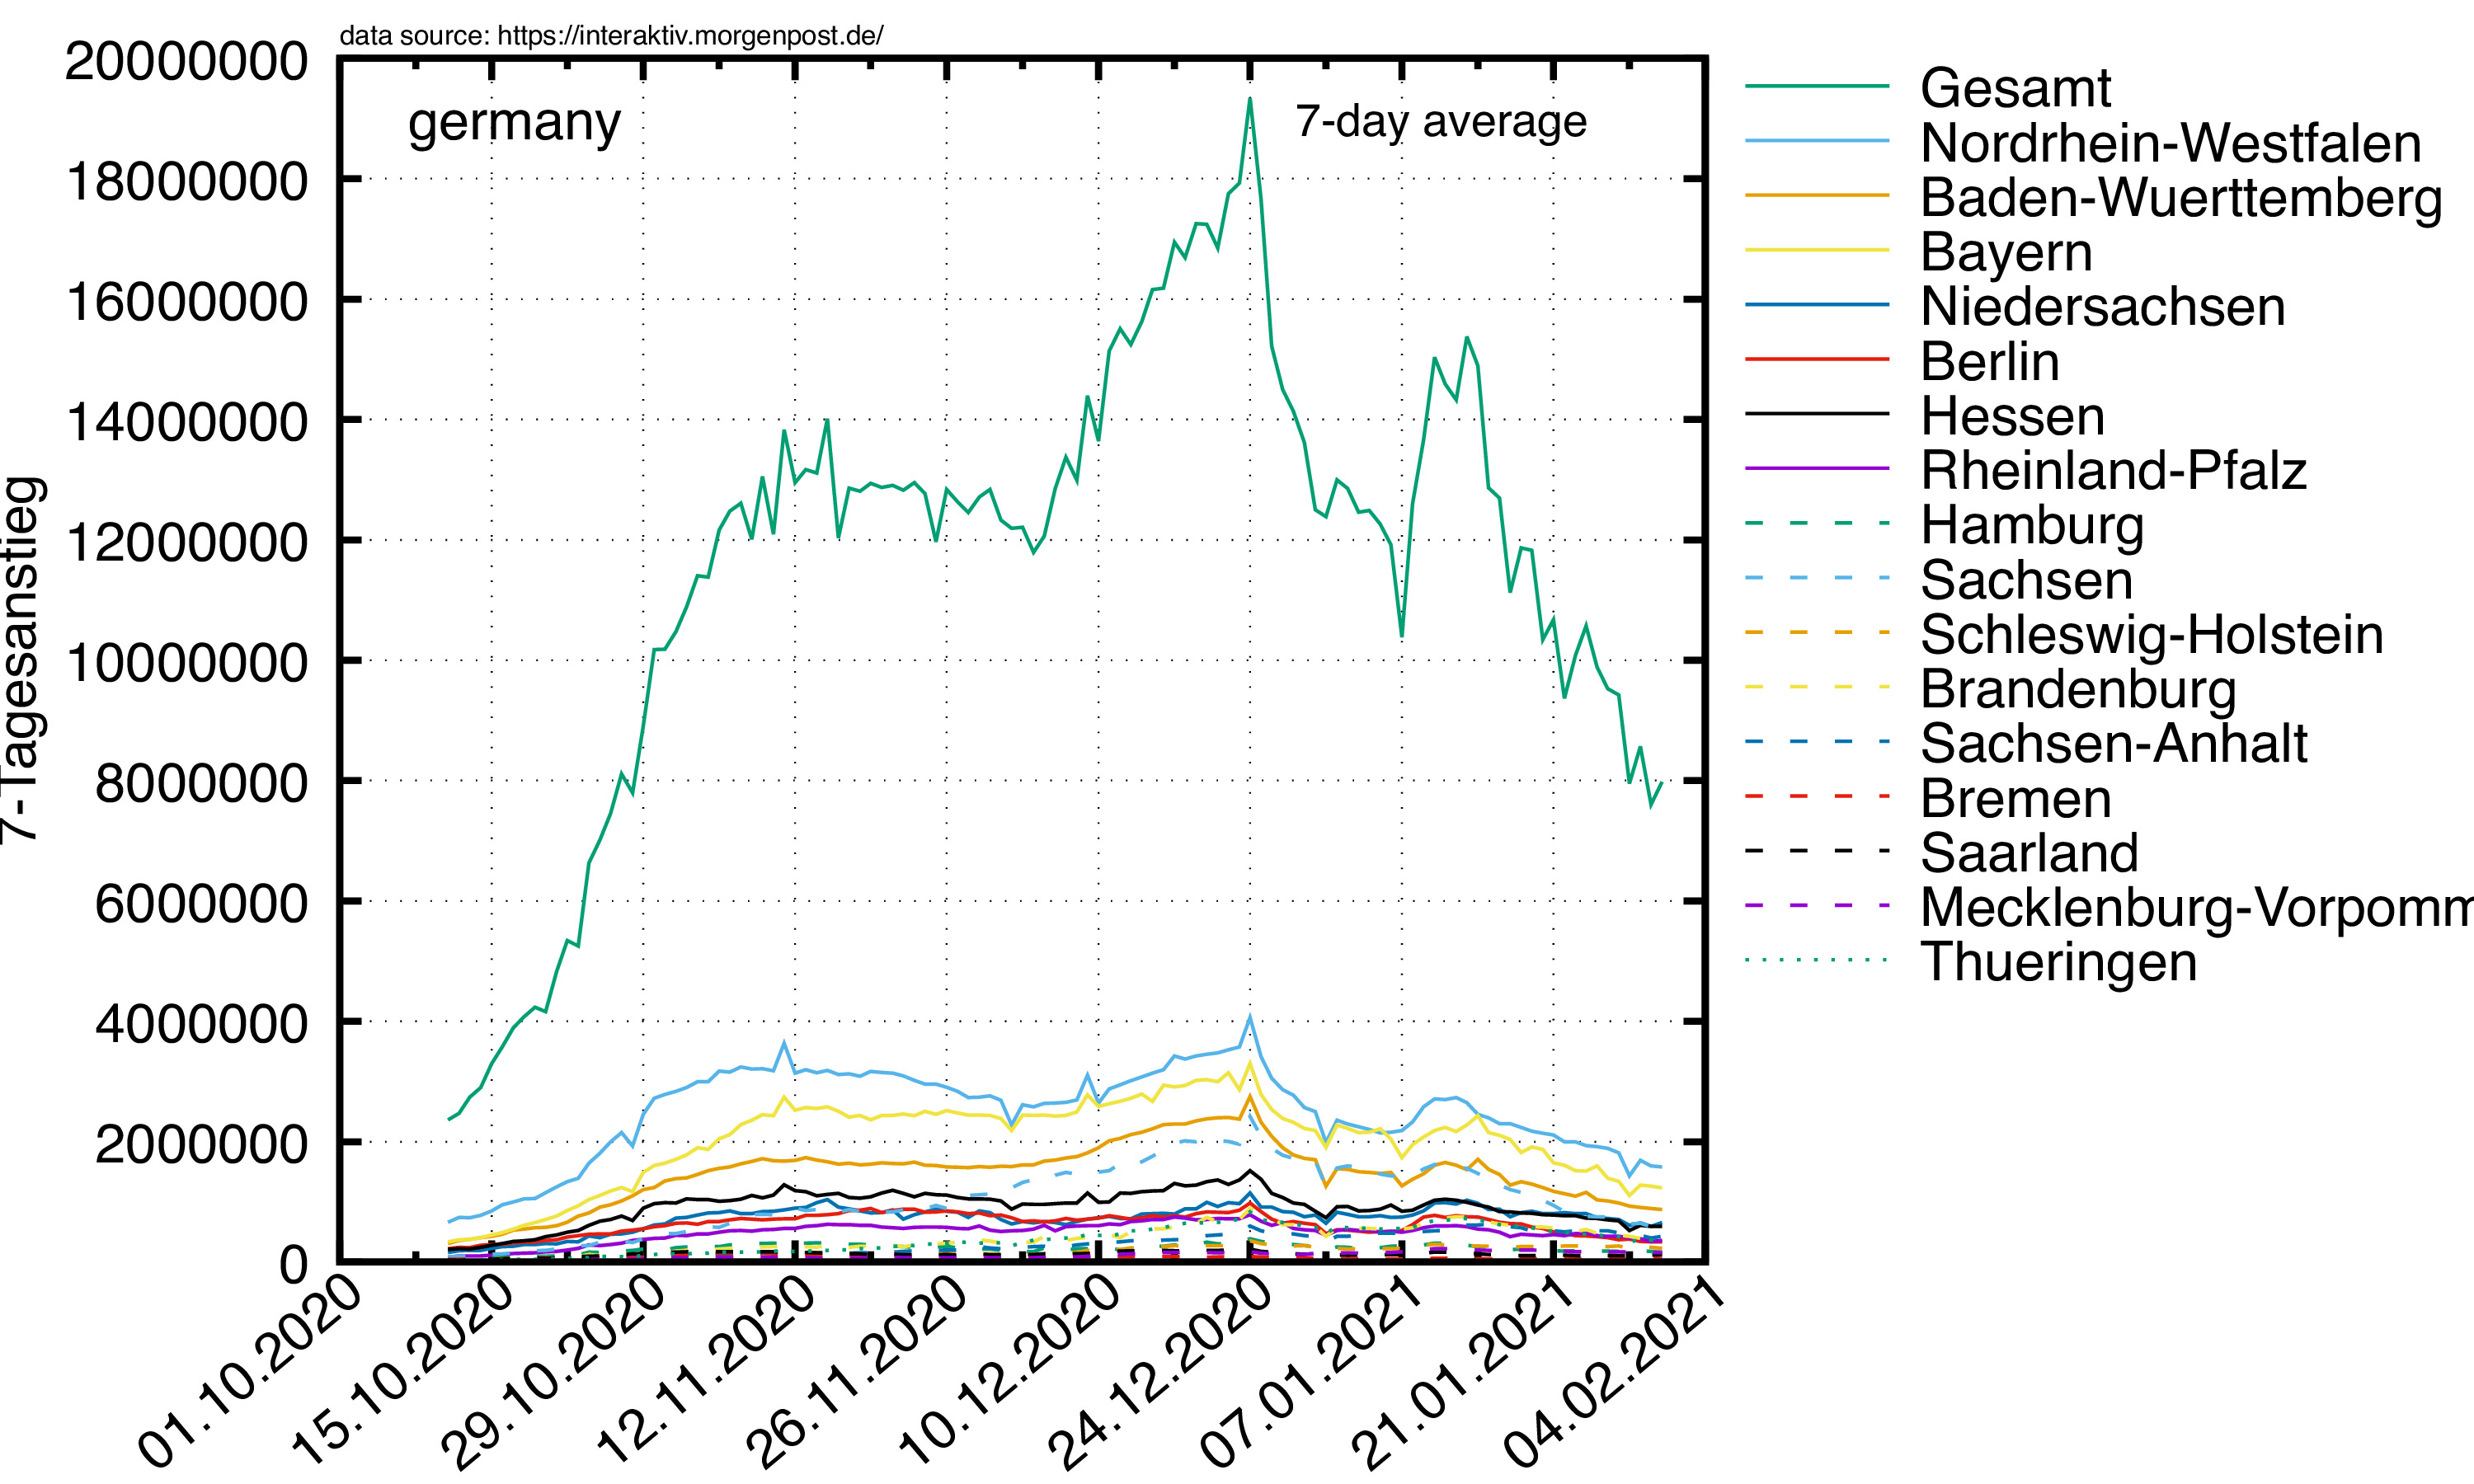 data source: https://interaktiv.morgenpost.de/
germany
7-day average
7-Tagesanstieg
20000000
18000000
16000000
14000000
12000000
10000000
8000000
6000000
4000000
2000000
0
01.10.2020
15.10.2020
29.10.2020
12.11.2020
26.11.2020
10.12.2020
24.12.2020
07.01.2021
21.01.2021
04.02.2021
Gesamt
Nordrhein-Westfalen
Baden-Wuerttemberg
Bayern
Niedersachsen
Berlin
Hessen
Rheinland-Pfalz
Hamburg
Sachsen
Schleswig-Holstein
Brandenburg
Sachsen-Anhalt
Bremen
Saarland
Mecklenburg-Vorpomm
Thueringen